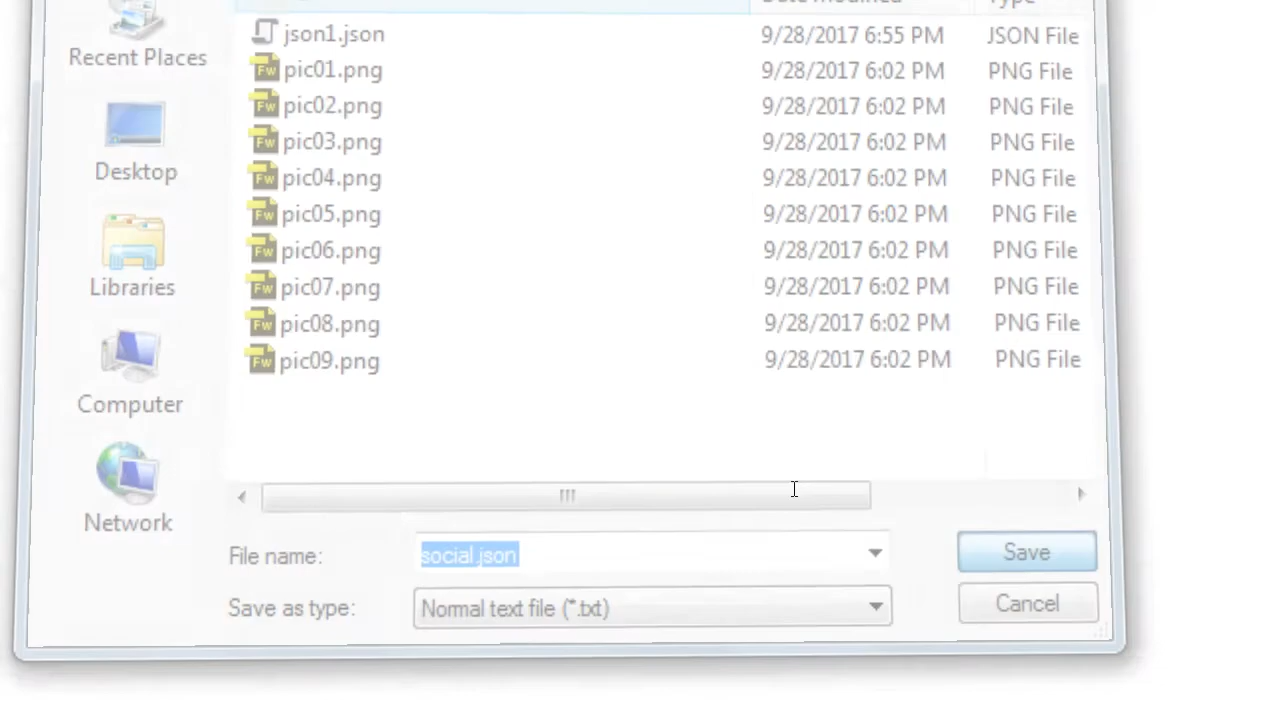 Date modified Type
Recent Places
json1.json 9/28/2017 6:55 PM JSON File
pic01.png 9/28/2017 6:02 PM PNG File
pic02.png 9/28/2017 6:02 PM PNG File
pic03.png 9/28/2017 6:02 PM PNG File
Desktop
pic04.png 9/28/2017 6:02 PM PNG File
pic05.png 9/28/2017 6:02 PM PNG File
pic06.png 9/28/2017 6:02 PM PNG File
Libraries
pic07.png 9/28/2017 6:02 PM PNG File
pic08.png 9/28/2017 6:02 PM PNG File
pic09.png 9/28/2017 6:02 PM PNG File
Computer
Network
File name: social.json Save
Save as type: Normal text file (*.txt) Cancel